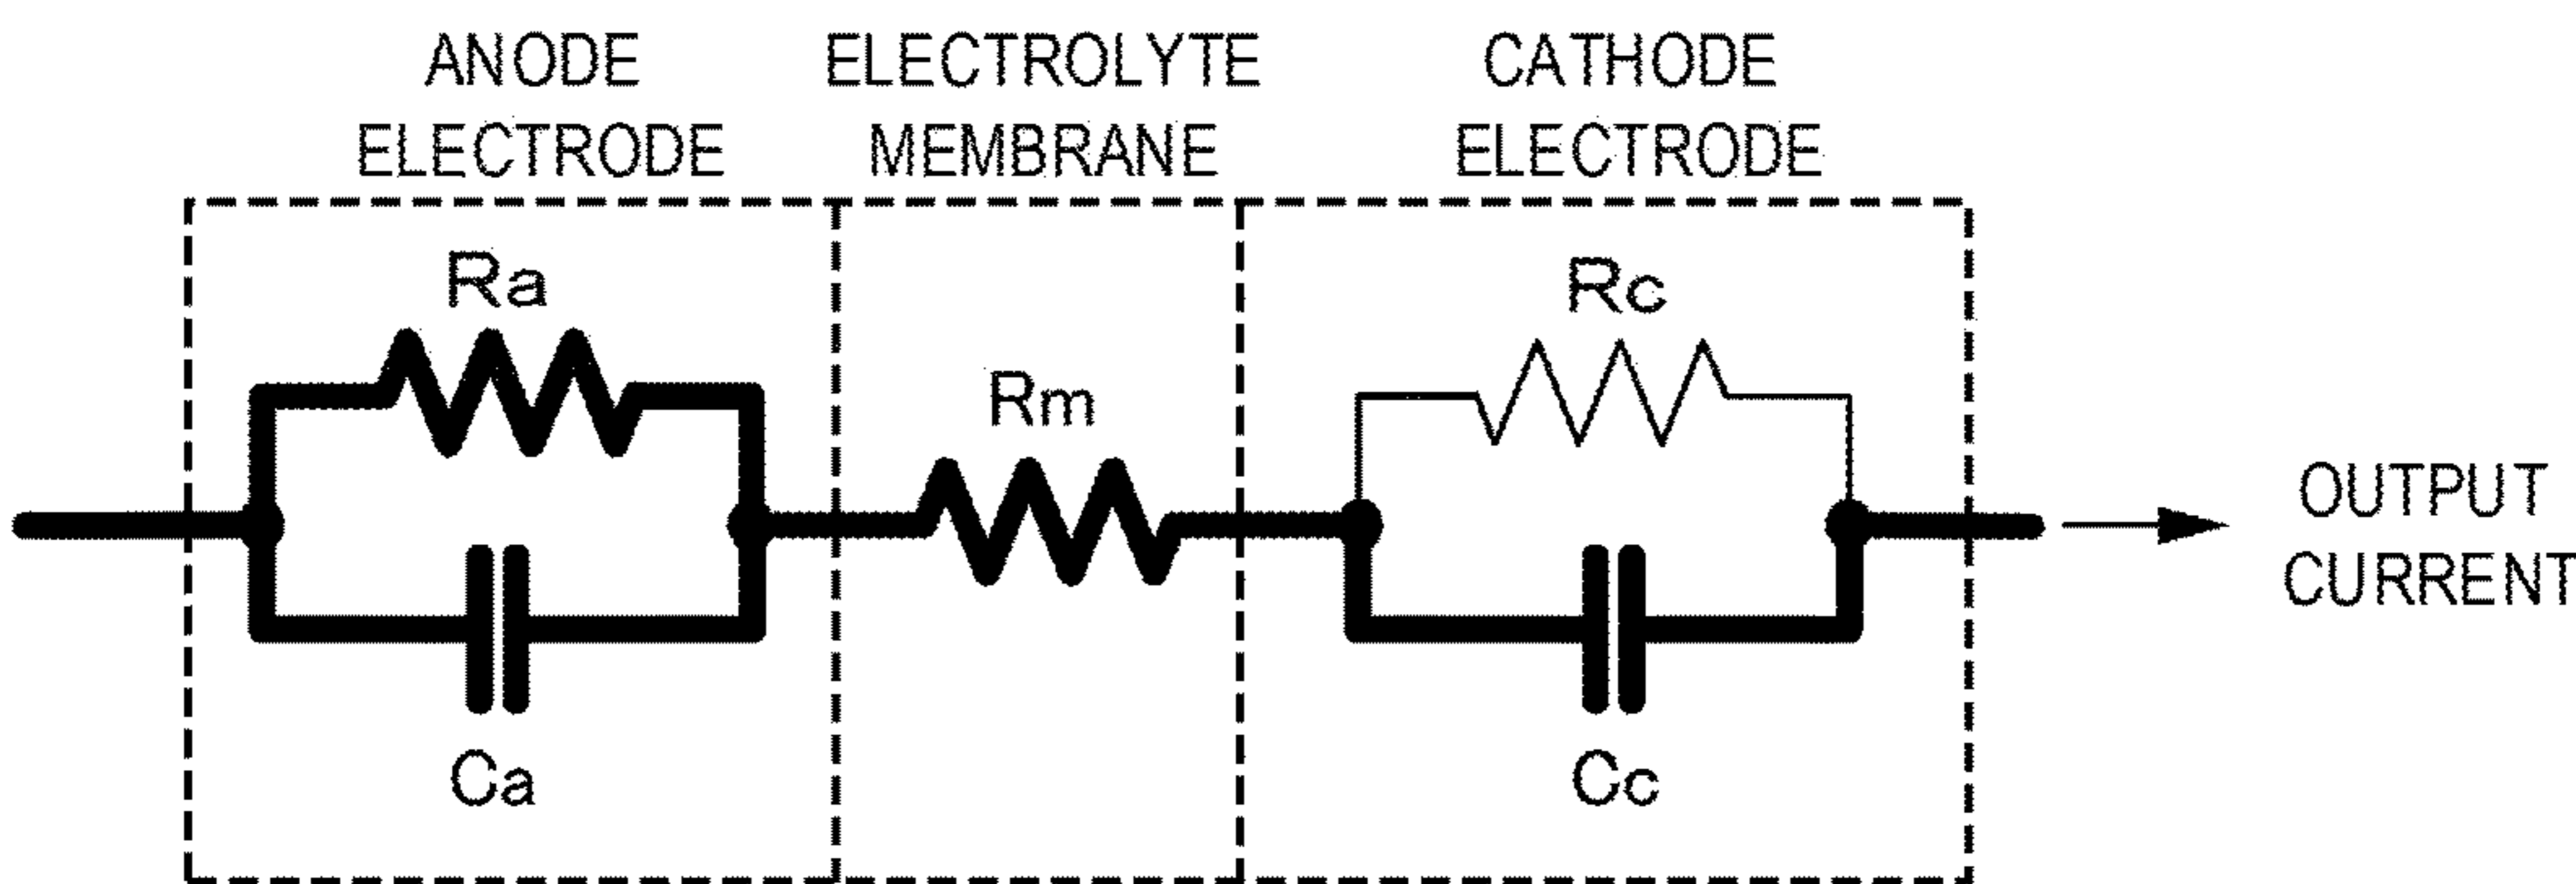 ANODE
ELECTRODE
ELECTROLYTE
MEMBRANE
CATHODE
ELECTRODE
Ra
Rm
Rc
Ca
Cc
OUTPUT
CURRENT